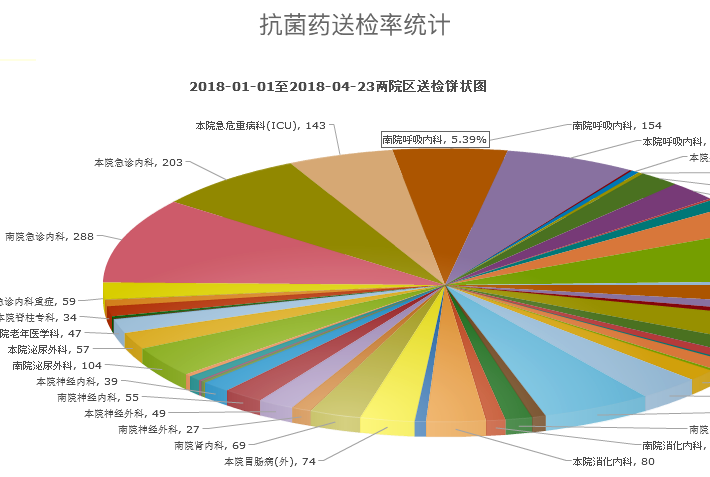 抗菌药送检率统计
2018-01-01至2018-04-23两院区送检饼状图
本院急危重病科(ICU), 143
南院呼吸内科, 154
南院呼吸内科, 5.39%
本院呼吸内科,
本院急诊内科, 203
南院急诊内科, 288
急诊内科重症, 59
本院脊柱专科, 34
院老年医学科, 47
本院泌尿外科, 57
南院泌尿外科, 104
本院神经内科, 39
南院神经内科, 55
本院神经外科, 49
南院神经外科, 27
南院
南院肾内科, 69
南院消化内科,
本院胃肠病(外), 74
本院消化内科, 80